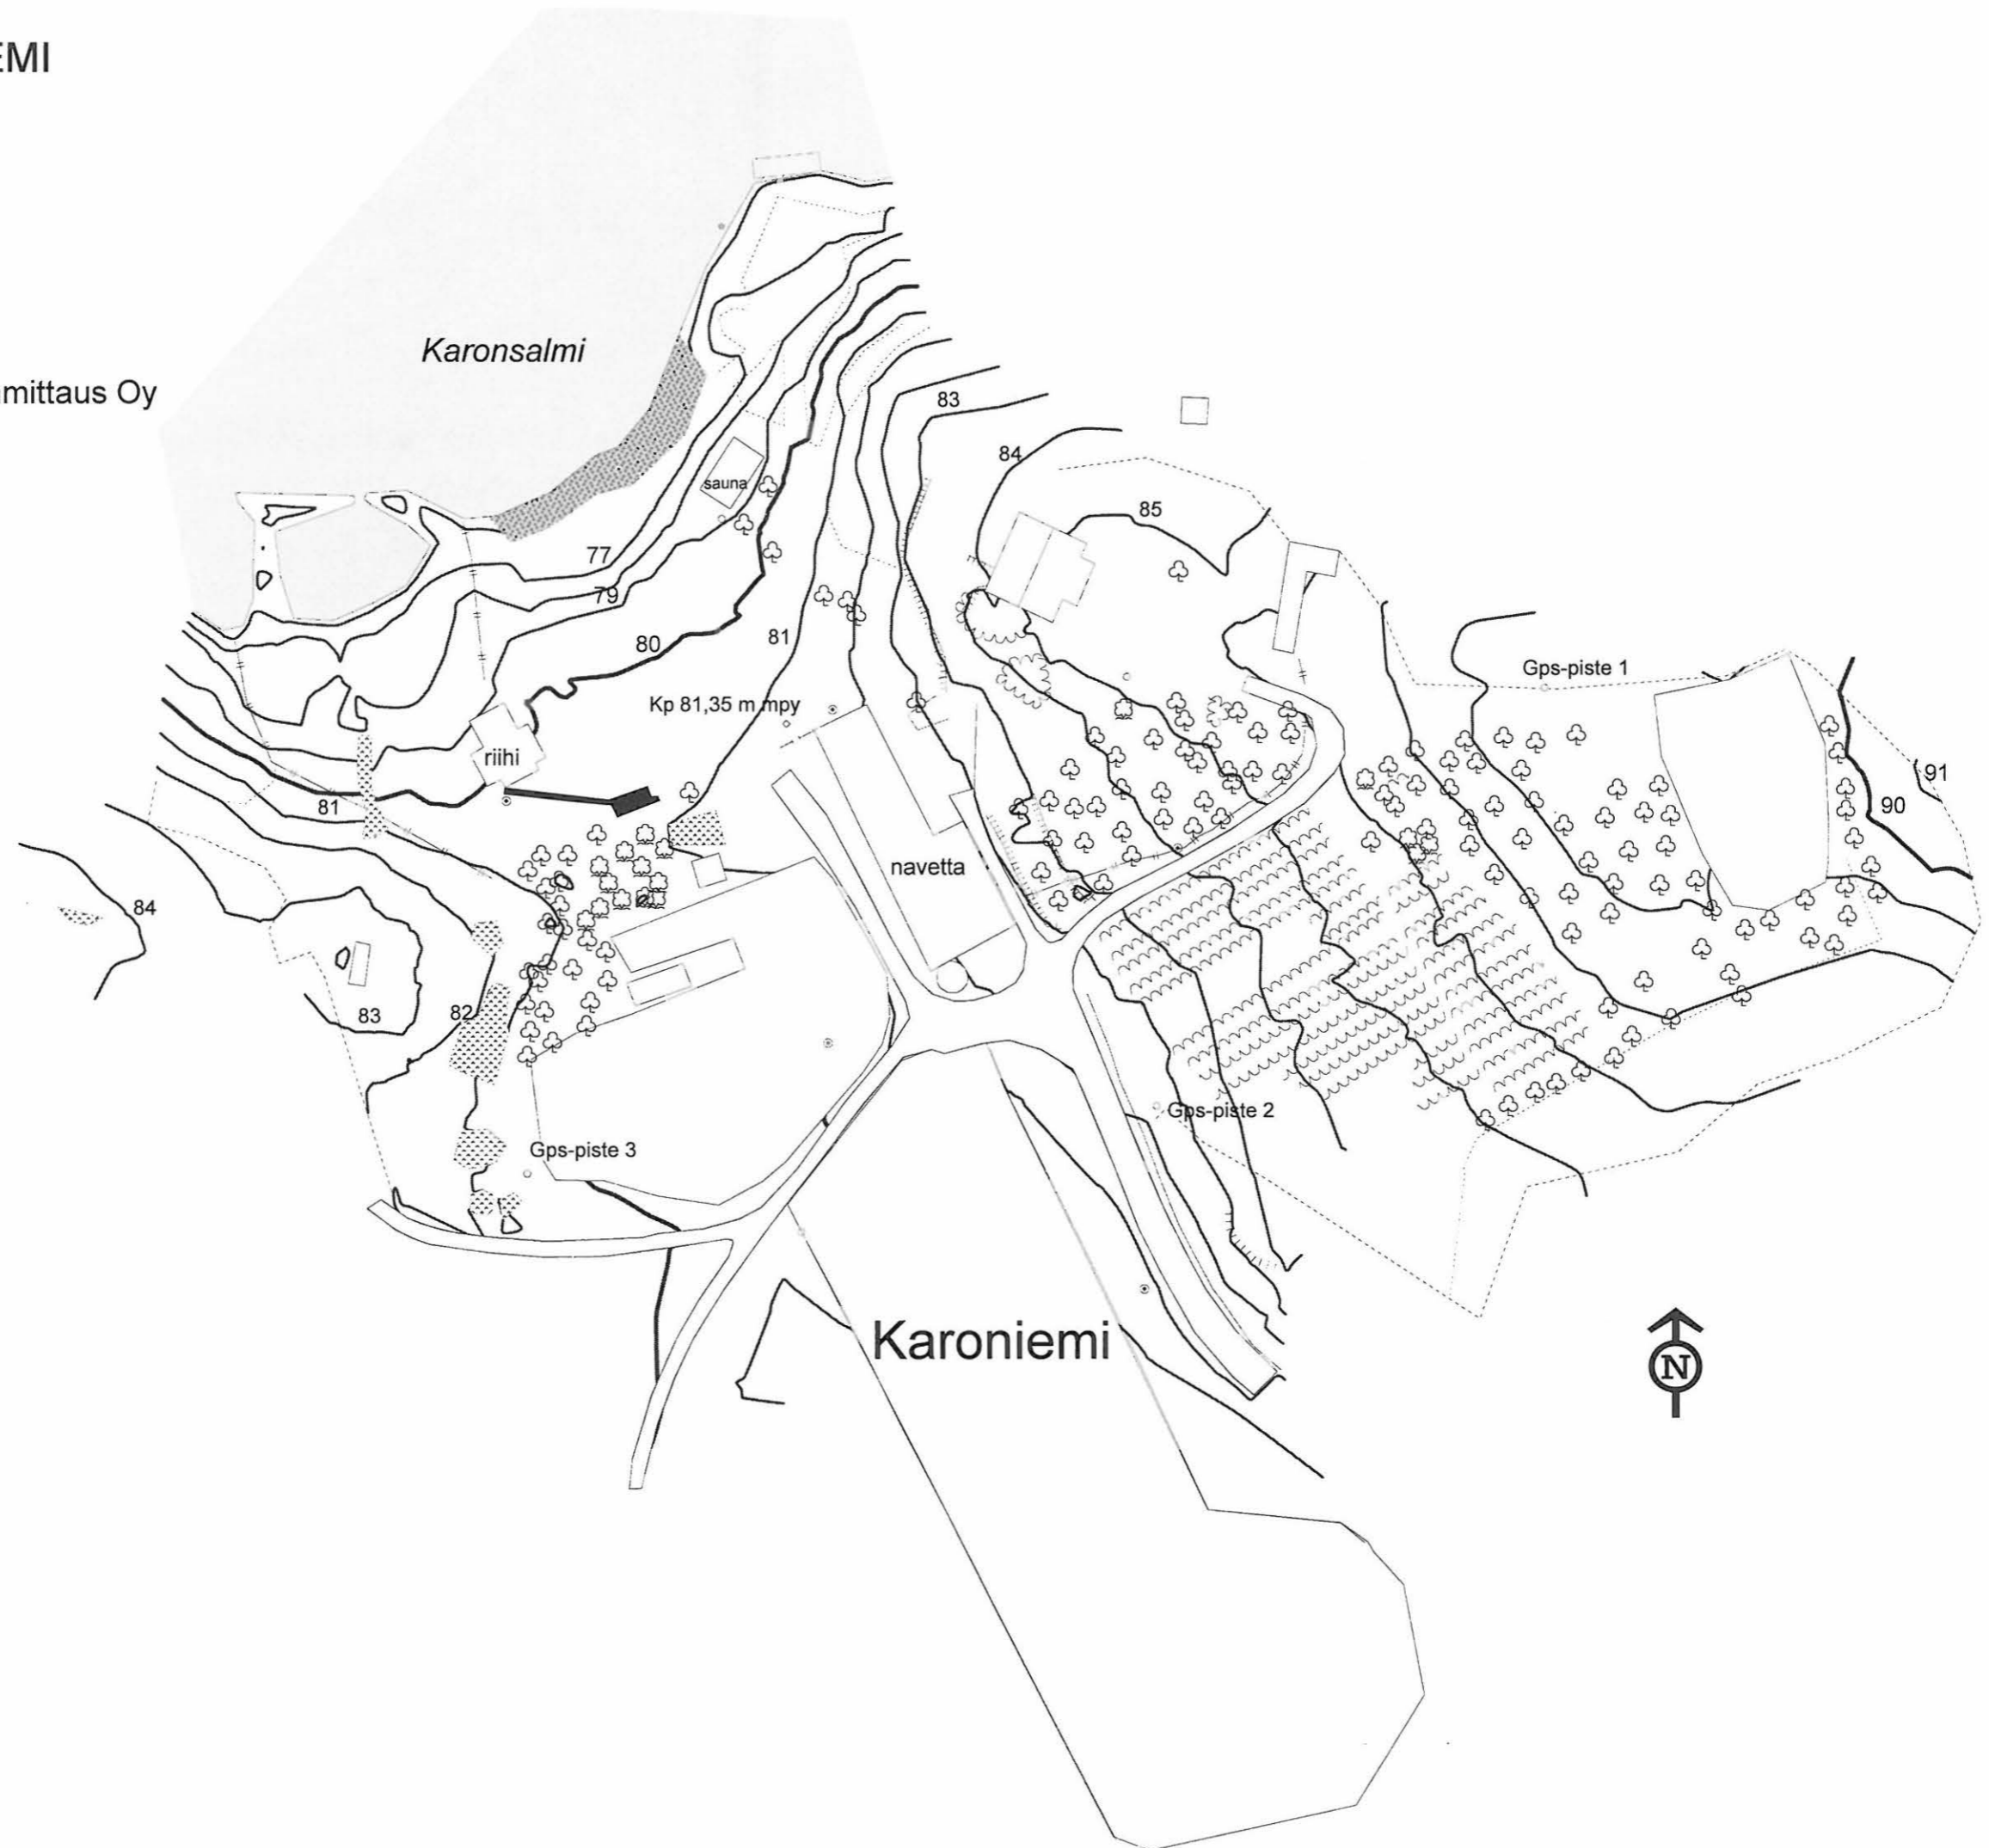 EMI
Karonsalmi
mittaus Oy
83
84
sauna
85
77
79
80
81
Gps-piste 1
Kp 81,35 m mpy
riihi
91
81
90
navetta
84
83
82
Gps-piste 2
Gps-piste 3
Karoniemi
N